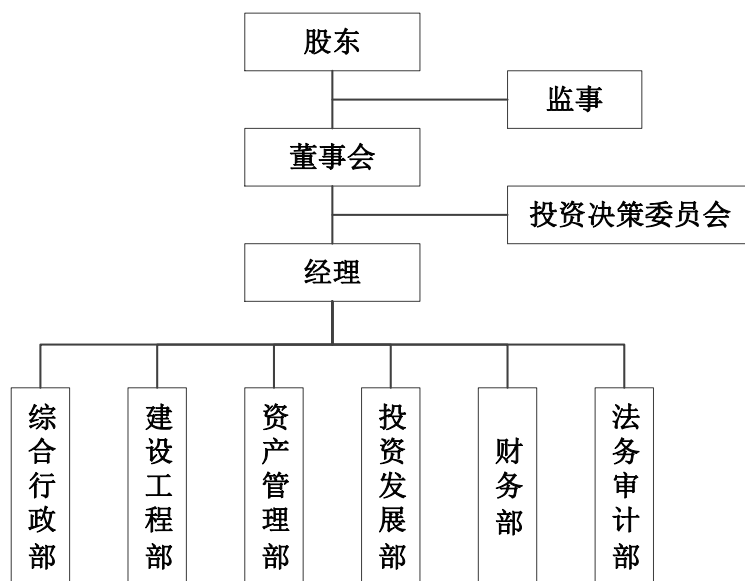 股东
监事
董事会
投资决策委员会
经理
综合行政部
建设工程部
资产管理部
投资发展部
财务部
法务审计部